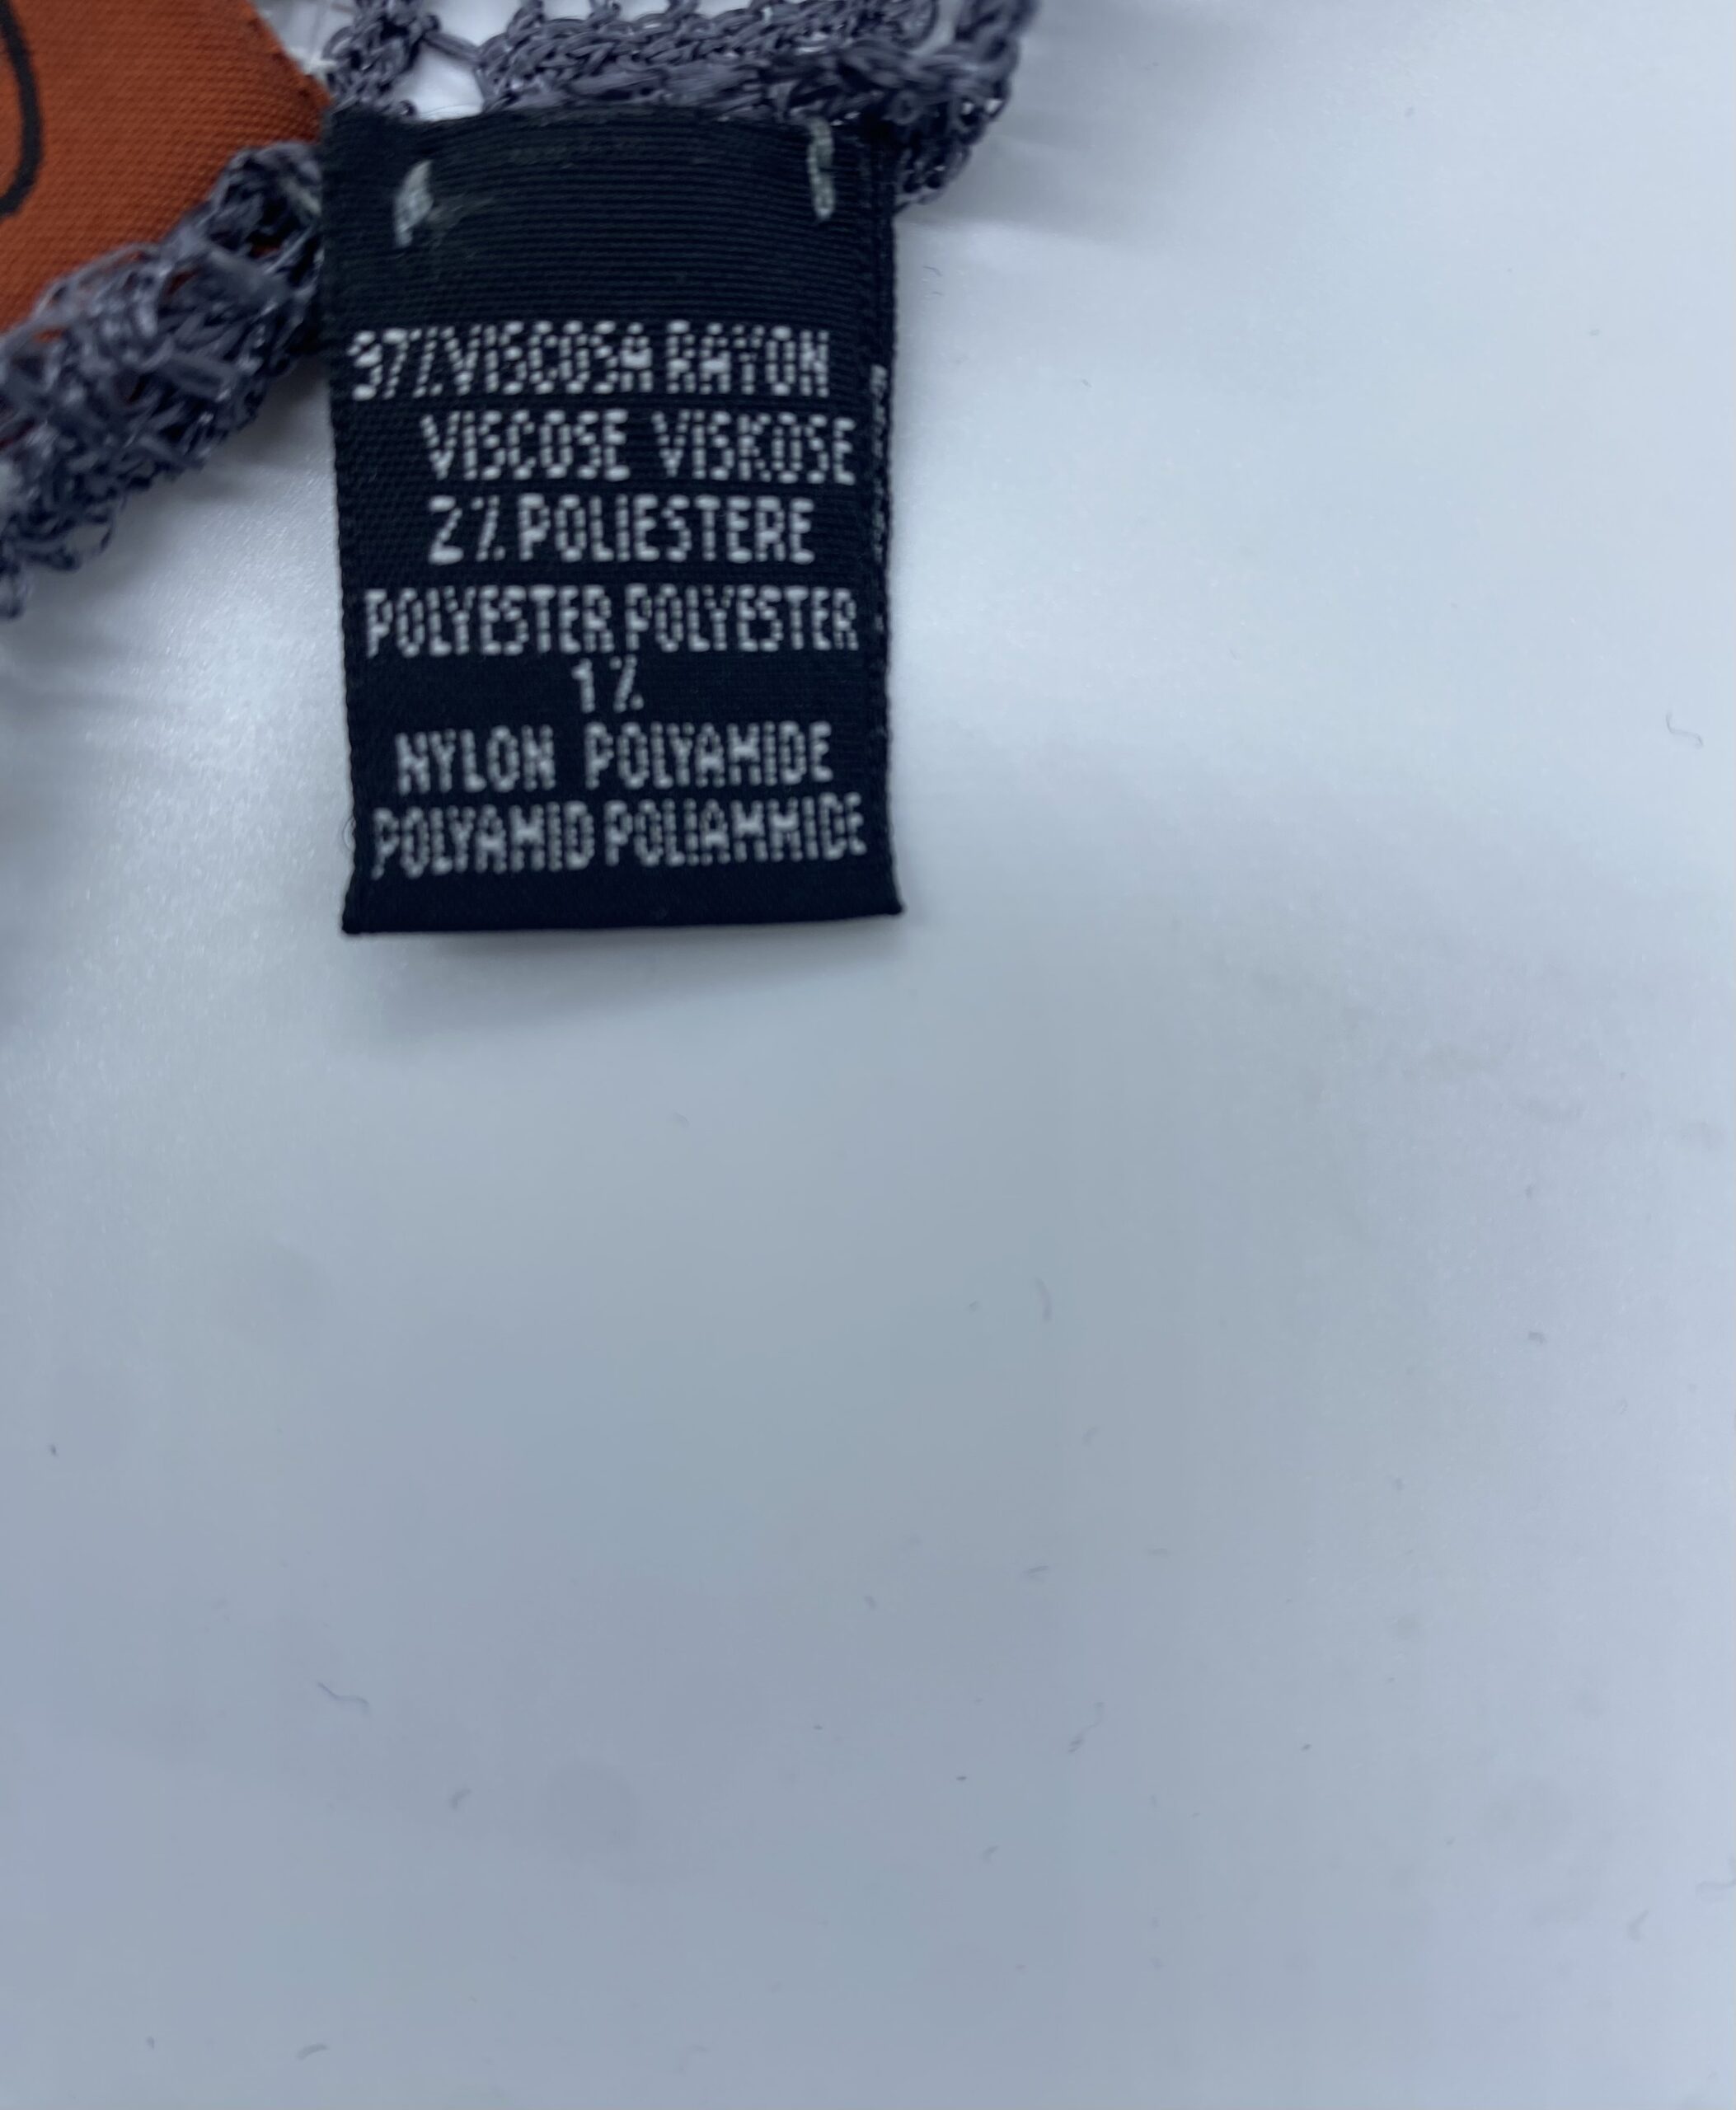 97%VISCOSA RAYON
VISCOSE VISKOSE
2% POLIESTERE
POLYESTER POLYESTER
1%
NYLON POLYAMIDE
POLYAMID POLIAMMIDE